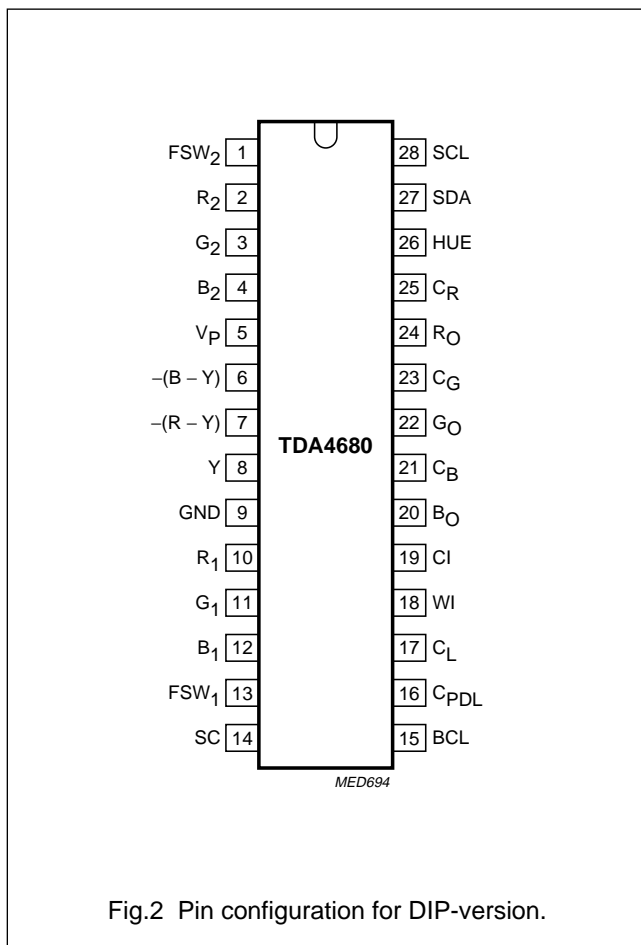 FSW2 1 28 SCL
R2 2 27 SDA
G2 3 26 HUE
B2 4 25 CR
VP 5 24 RO
−(B − Y) 6 23 CG
−(R − Y) 7 22 GO
TDA4680
Y 8 21 CB
GND 9 20 BO
R1 10 19 CI
G1 11 18 WI
B1 12 17 CL
FSW1 13 16 CPDL
SC 14 15 BCL
MED694
Fig.2 Pin configuration for DIP-version.